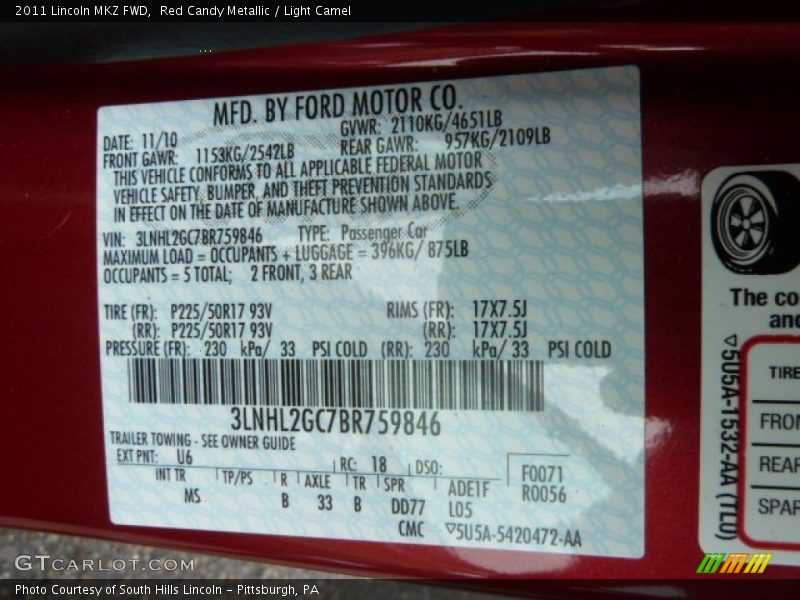 2011 Lincoln MKZ FWD, Red Candy Metallic / Light Camel
MFD. BY FORD MOTOR CO.
DATE: 11/10 GVWR: 2110KG/4651LB
FRONT GAWR: 1153KG/2542LB REAR GAWR: 957KG/2109LB
THIS VEHICLE CONFORMS TO ALL APPLICABLE FEDERAL MOTOR
VEHICLE SAFETY, BUMPER, AND THEFT PREVENTION STANDARDS
IN EFFECT ON THE DATE OF MANUFACTURE SHOWN ABOVE.
VIN: 3LNHL2GC7BR759846 TYPE: Passenger Car
MAXIMUM LOAD = OCCUPANTS + LUGGAGE = 396KG/ 875LB
OCCUPANTS = 5 TOTAL; 2 FRONT, 3 REAR
TIRE (FR): P225/50R17 93V RIMS (FR): 17X7.5J
(RR): P225/50R17 93V (RR): 17X7.5J
PRESSURE (FR): 230 kPa/ 33 PSI COLD (RR): 230 kPa/ 33 PSI COLD
3LNHL2GC7BR759846
TRAILER TOWING - SEE OWNER GUIDE
EXT PNT: U6 RC: 18 DSO: F0071
INT TR TP/PS R AXLE TR SPR ADE1F R0056
MS B 33 B DD77 L05
CMC ▽5U5A-5420472-AA
The co
and
▽5U5A-1532-AA (TLU)
TIRE
FRON
REAR
SPAR
GTCARLOT.COM
Photo Courtesy of South Hills Lincoln - Pittsburgh, PA